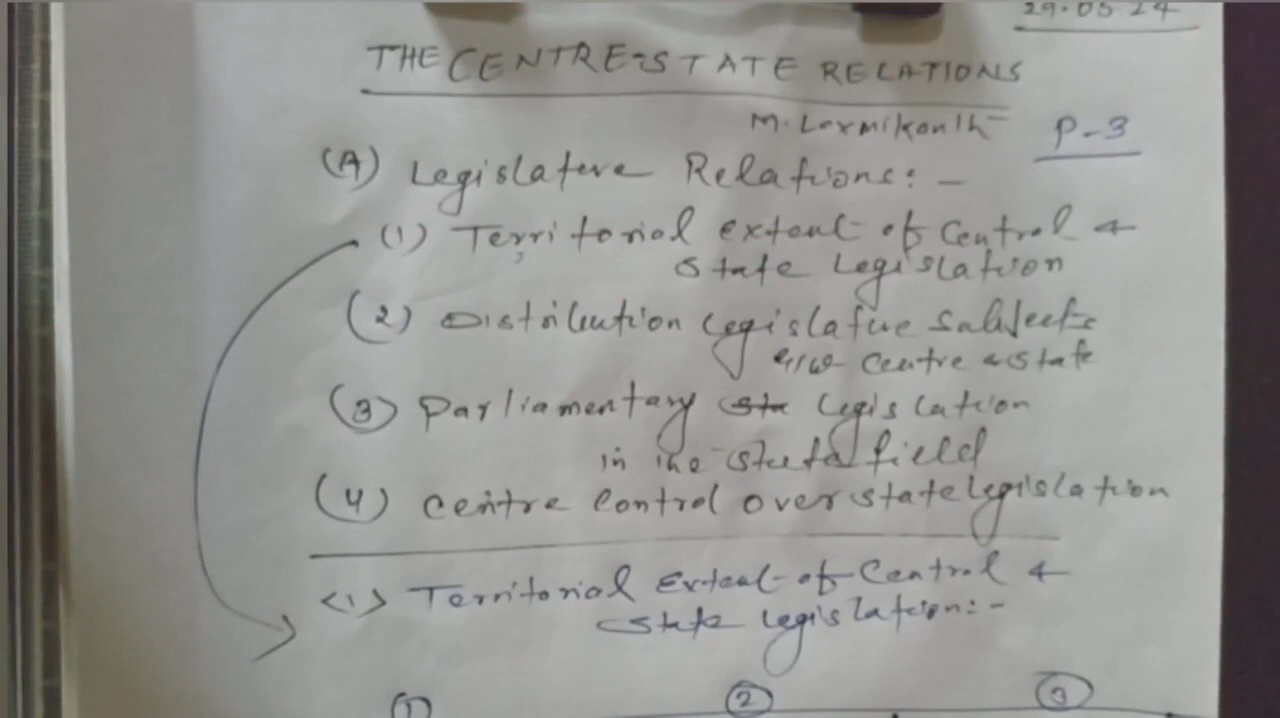 29.05.24
THE CENTRE-STATE RELATIONS
M. Laxmikanth
P-3
(A) Legislative Relations: -
(1) Territorial extent of Central &
State Legislation
(2) Distribution Legislative Subjects
b/w Centre & State
(3) Parliamentary Legislation
in the State field
(4) Centre Control over state legislation
<1> Territorial Extent of Central &
State legislation: -
① ② ③